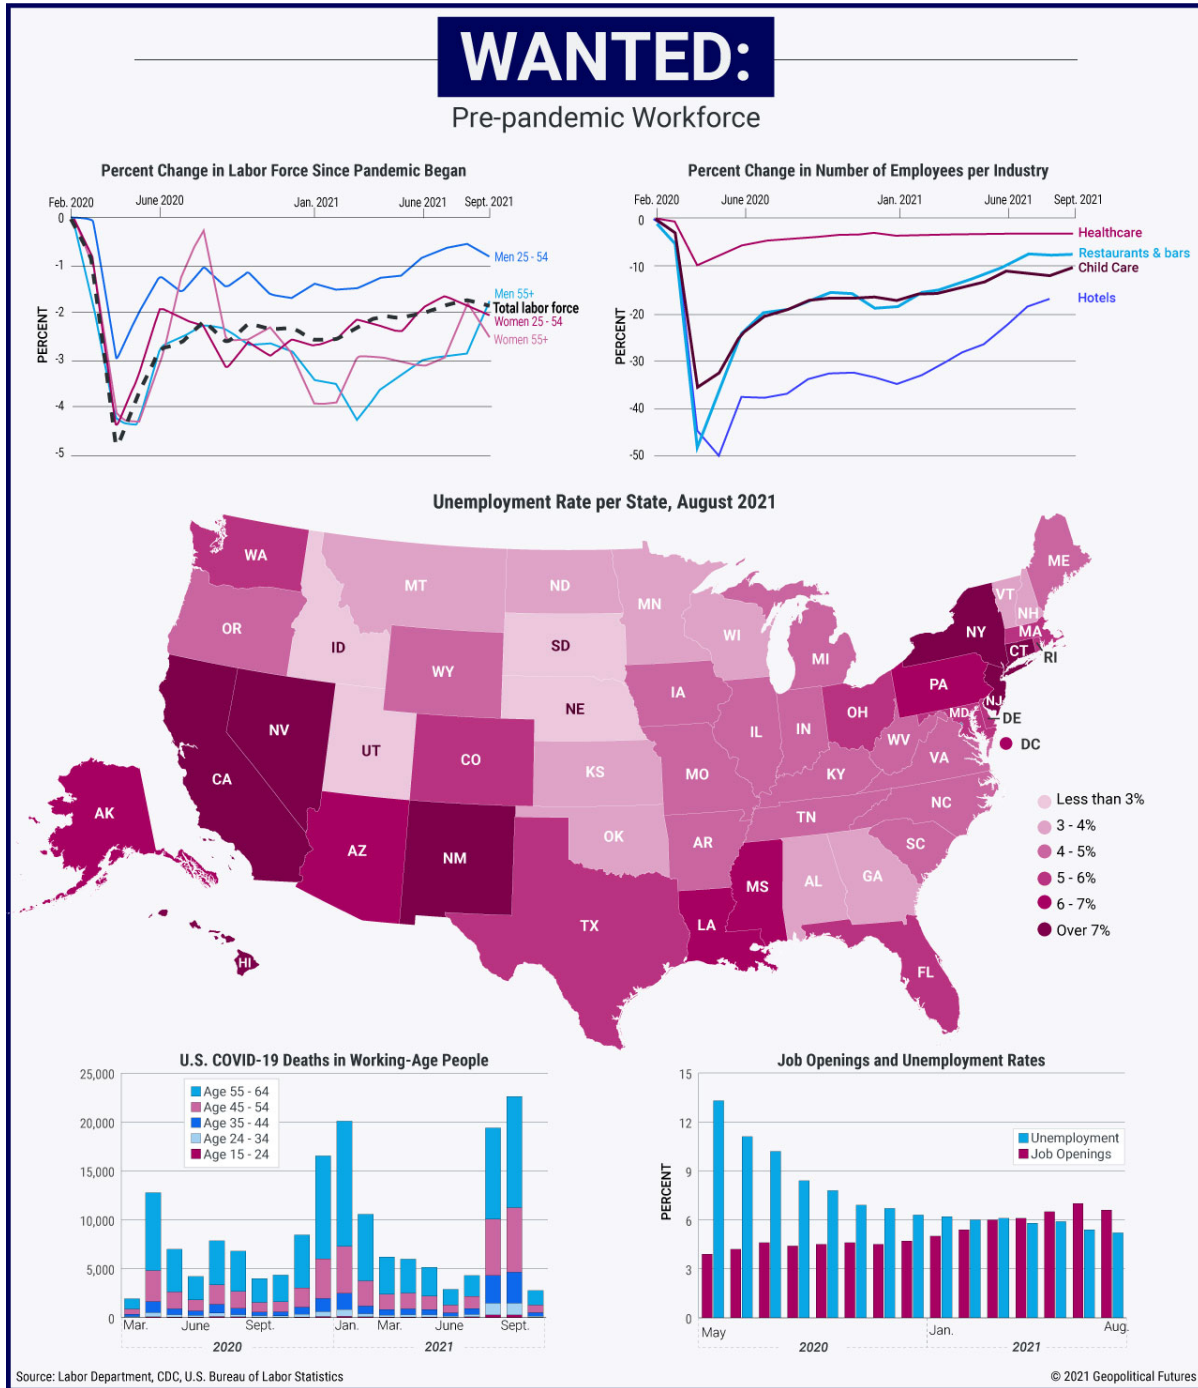 WANTED:
Pre-pandemic Workforce
Percent Change in Labor Force Since Pandemic Began
Feb. 2020
June 2020
Jan. 2021
June 2021
Sept. 2021
0
-1
-2
-3
-4
-5
PERCENT
Men 25 - 54
Men 55+
Total labor force
Women 25 - 54
Women 55+
Percent Change in Number of Employees per Industry
Feb. 2020
June 2020
Jan. 2021
June 2021
Sept. 2021
0
-10
-20
-30
-40
-50
PERCENT
Healthcare
Restaurants & bars
Child Care
Hotels
Unemployment Rate per State, August 2021
WA
OR
CA
NV
ID
MT
WY
UT
CO
AZ
NM
ND
SD
NE
KS
OK
TX
MN
IA
MO
AR
LA
WI
IL
MI
IN
OH
KY
TN
MS
AL
GA
FL
SC
NC
VA
WV
PA
NY
VT
NH
ME
MA
CT
RI
NJ
MD
DE
DC
AK
HI
Less than 3%
3 - 4%
4 - 5%
5 - 6%
6 - 7%
Over 7%
U.S. COVID-19 Deaths in Working-Age People
25,000
20,000
15,000
10,000
5,000
0
Age 55 - 64
Age 45 - 54
Age 35 - 44
Age 24 - 34
Age 15 - 24
Mar.
June
Sept.
Jan.
Mar.
June
Sept.
2020
2021
Job Openings and Unemployment Rates
15
12
9
6
3
0
PERCENT
Unemployment
Job Openings
May
Jan.
Aug.
2020
2021
Source: Labor Department, CDC, U.S. Bureau of Labor Statistics
© 2021 Geopolitical Futures